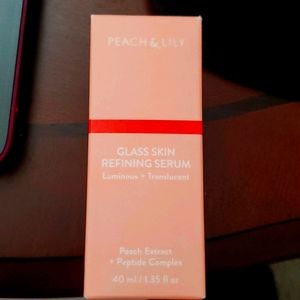 PEACH & LILY
GLASS SKIN
REFINING SERUM
Luminous + Translucent
Peach Extract
+ Peptide Complex
40 ml / 1.35 fl oz